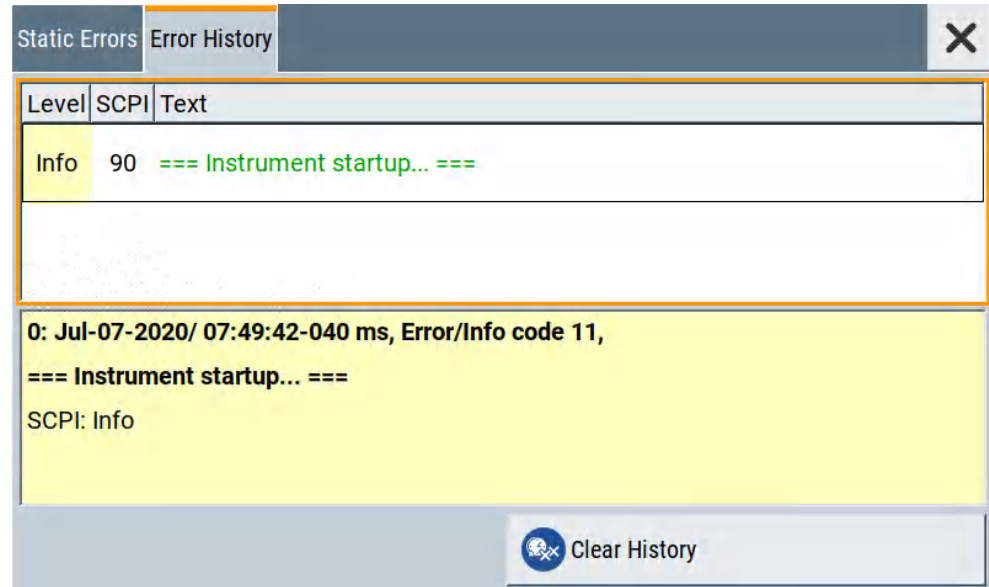 Static Errors Error History
Level SCPI Text
Info 90 === Instrument startup... ===
0: Jul-07-2020/ 07:49:42-040 ms, Error/Info code 11,
=== Instrument startup... ===
SCPI: Info
Clear History